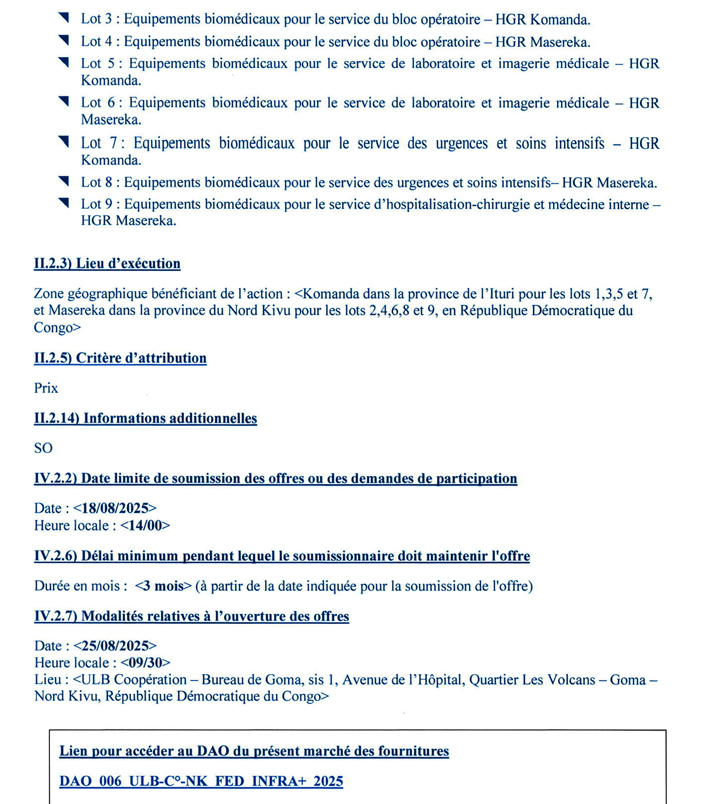 Lot 3 : Equipements biomédicaux pour le service du bloc opératoire – HGR Komanda.
Lot 4 : Equipements biomédicaux pour le service du bloc opératoire – HGR Masereka.
Lot 5 : Equipements biomédicaux pour le service de laboratoire et imagerie médicale – HGR
Komanda.
Lot 6 : Equipements biomédicaux pour le service de laboratoire et imagerie médicale – HGR
Masereka.
Lot 7 : Equipements biomédicaux pour le service des urgences et soins intensifs – HGR
Komanda.
Lot 8 : Equipements biomédicaux pour le service des urgences et soins intensifs– HGR Masereka.
Lot 9 : Equipements biomédicaux pour le service d’hospitalisation-chirurgie et médecine interne –
HGR Masereka.
II.2.3) Lieu d’exécution
Zone géographique bénéficiant de l’action : <Komanda dans la province de l’Ituri pour les lots 1,3,5 et 7,
et Masereka dans la province du Nord Kivu pour les lots 2,4,6,8 et 9, en République Démocratique du
Congo>
II.2.5) Critère d’attribution
Prix
II.2.14) Informations additionnelles
SO
IV.2.2) Date limite de soumission des offres ou des demandes de participation
Date : <18/08/2025>
Heure locale : <14/00>
IV.2.6) Délai minimum pendant lequel le soumissionnaire doit maintenir l'offre
Durée en mois : <3 mois> (à partir de la date indiquée pour la soumission de l'offre)
IV.2.7) Modalités relatives à l’ouverture des offres
Date : <25/08/2025>
Heure locale : <09/30>
Lieu : <ULB Coopération – Bureau de Goma, sis 1, Avenue de l’Hôpital, Quartier Les Volcans – Goma –
Nord Kivu, République Démocratique du Congo>
Lien pour accéder au DAO du présent marché des fournitures
DAO_006_ULB-C°-NK_FED_INFRA+_2025